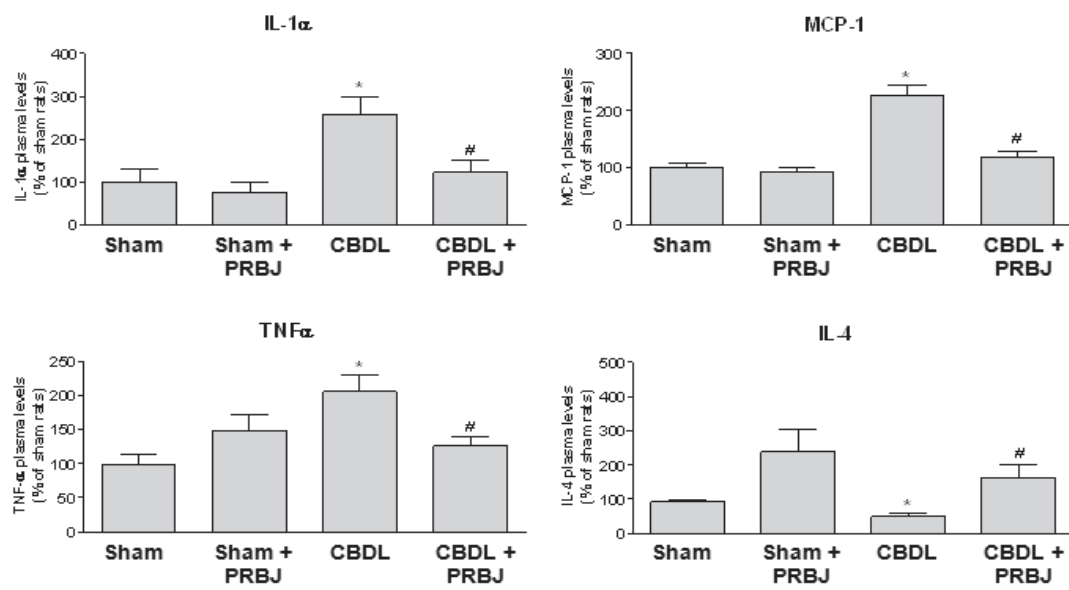 IL-1α
IL-1α plasma levels
(% of sham rats)
400
300
200
100
0
*
#
Sham
Sham +
PRBJ
CBDL
CBDL +
PRBJ
MCP-1
MCP-1 plasma levels
(% of sham rats)
300
200
100
0
*
#
Sham
Sham +
PRBJ
CBDL
CBDL +
PRBJ
TNFα
TNF-α plasma levels
(% of sham rats)
250
200
150
100
50
0
*
#
Sham
Sham +
PRBJ
CBDL
CBDL +
PRBJ
IL-4
IL-4 plasma levels
(% of sham rats)
500
400
300
200
100
0
*
#
Sham
Sham +
PRBJ
CBDL
CBDL +
PRBJ